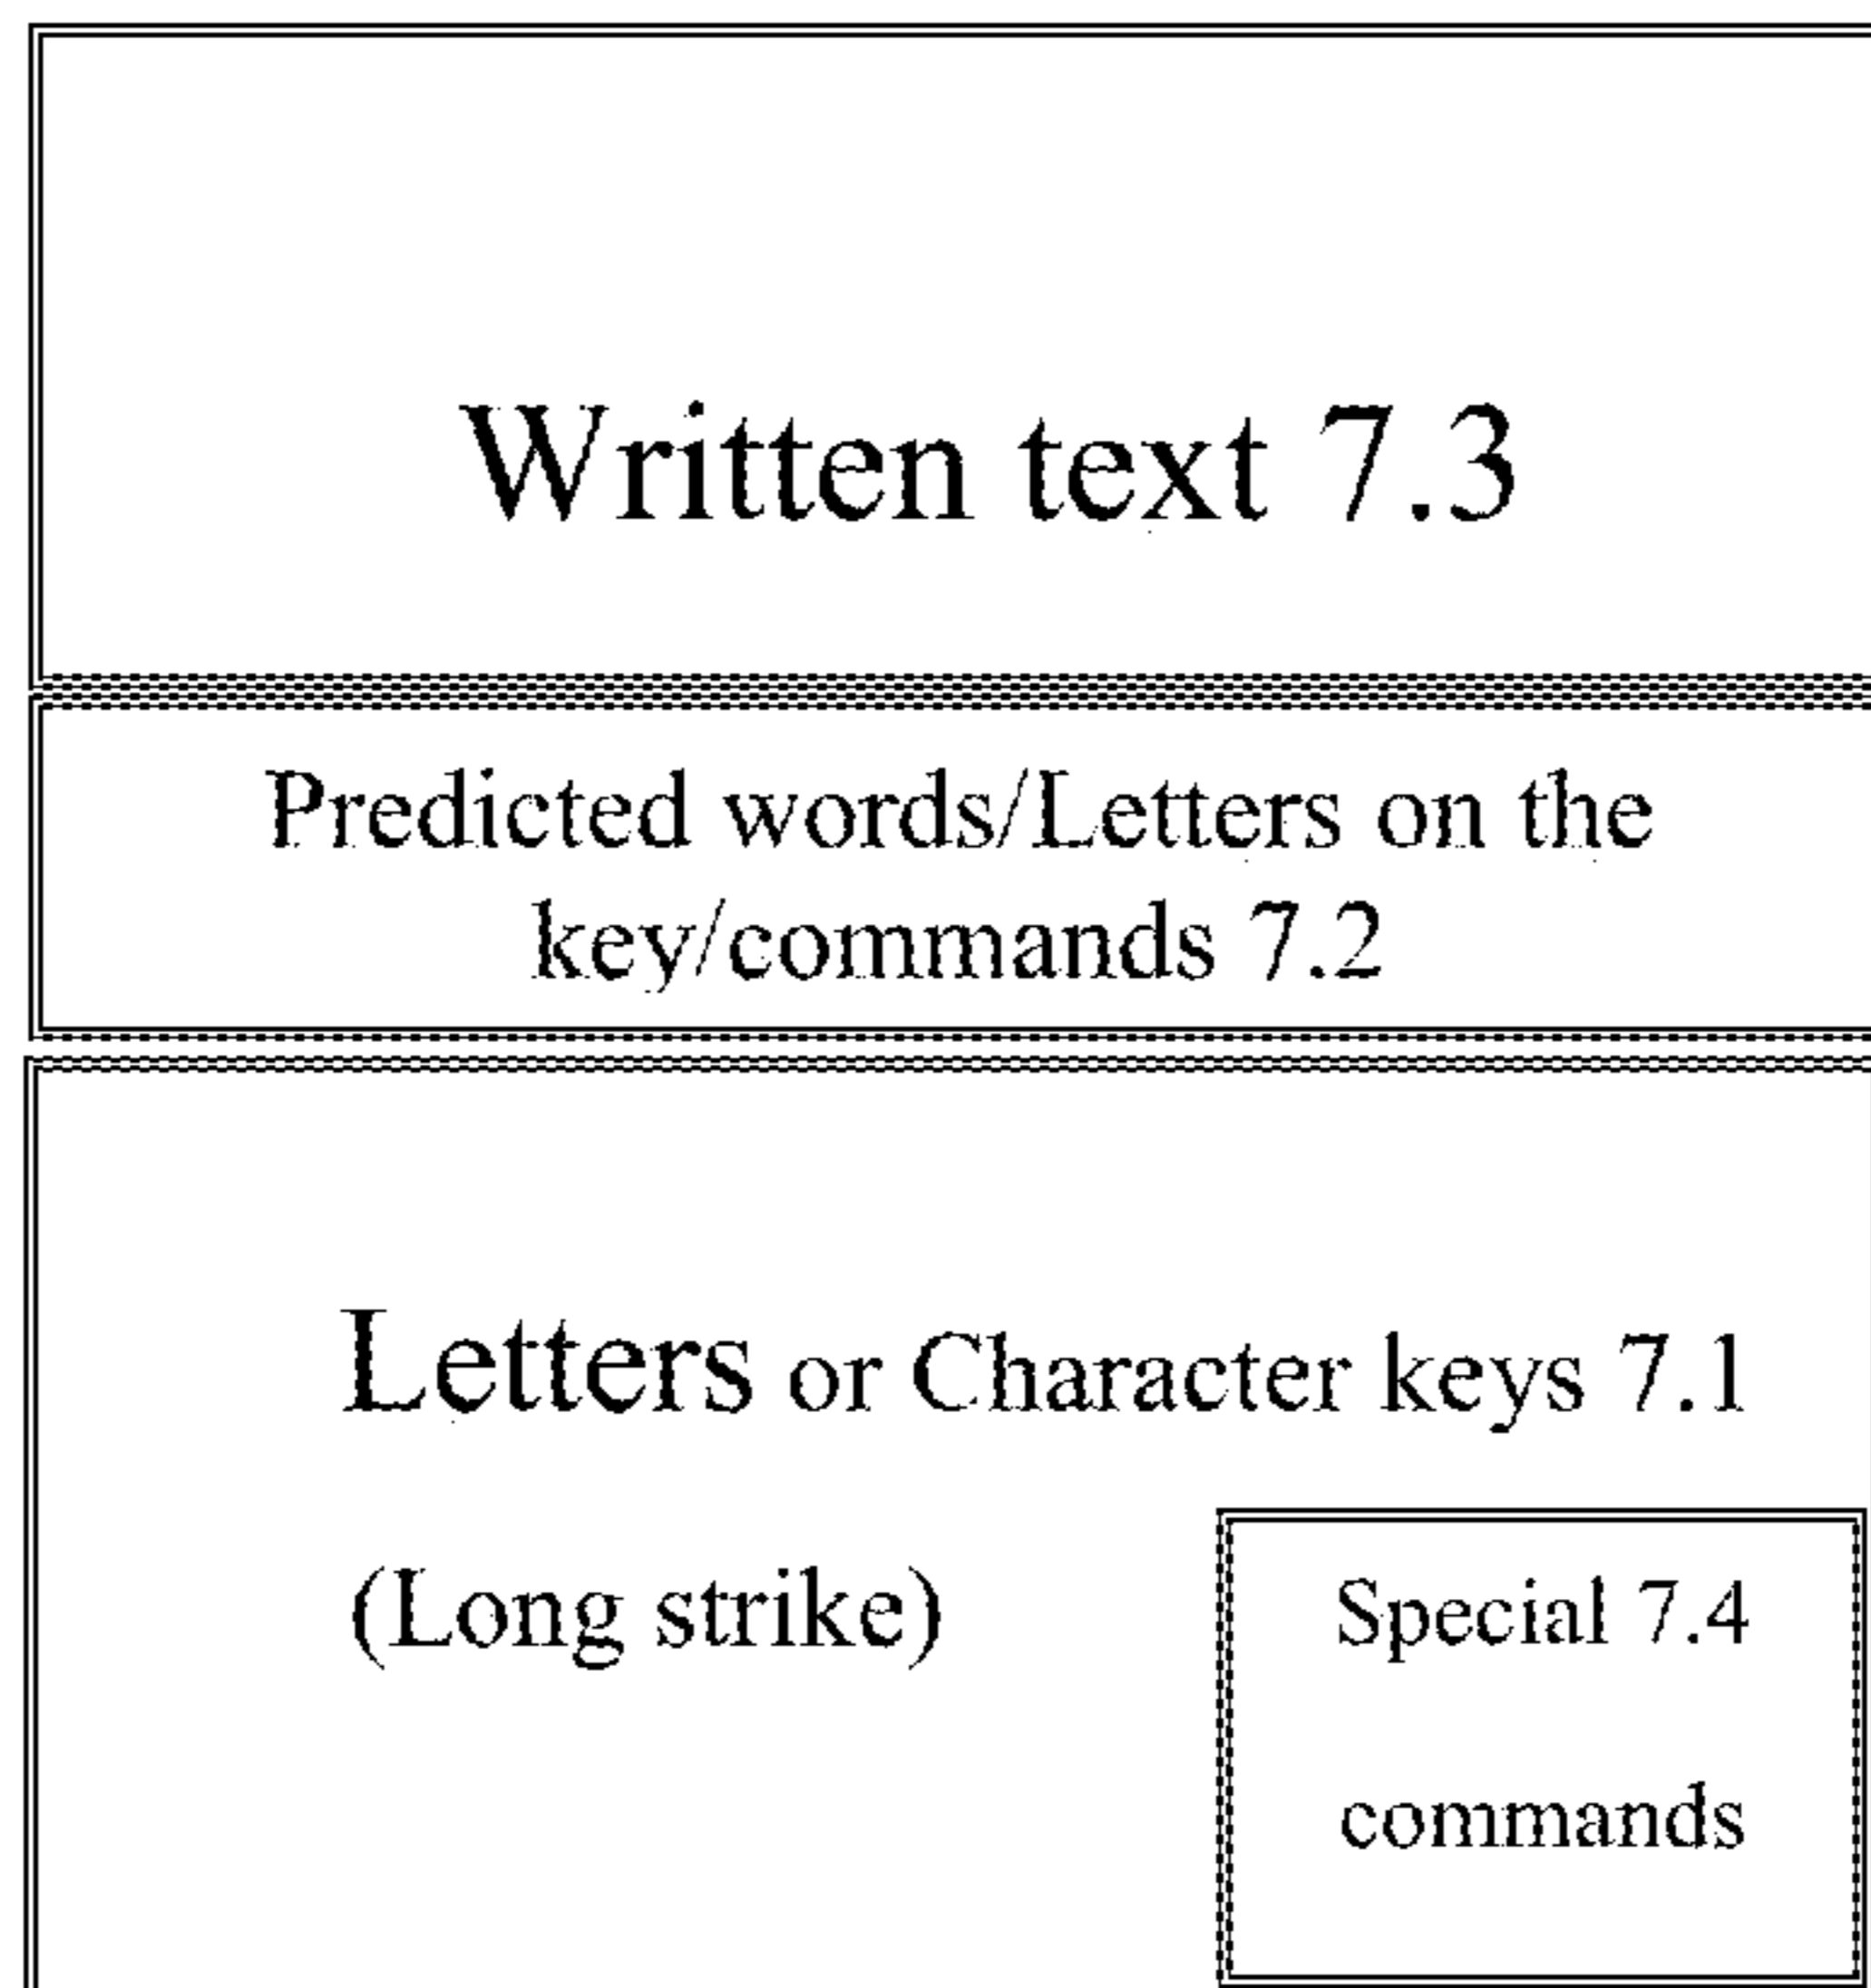 Written text 7.3
Predicted words/Letters on the
key/commands 7.2
Letters or Character keys 7.1
(Long strike)
Special 7.4
commands